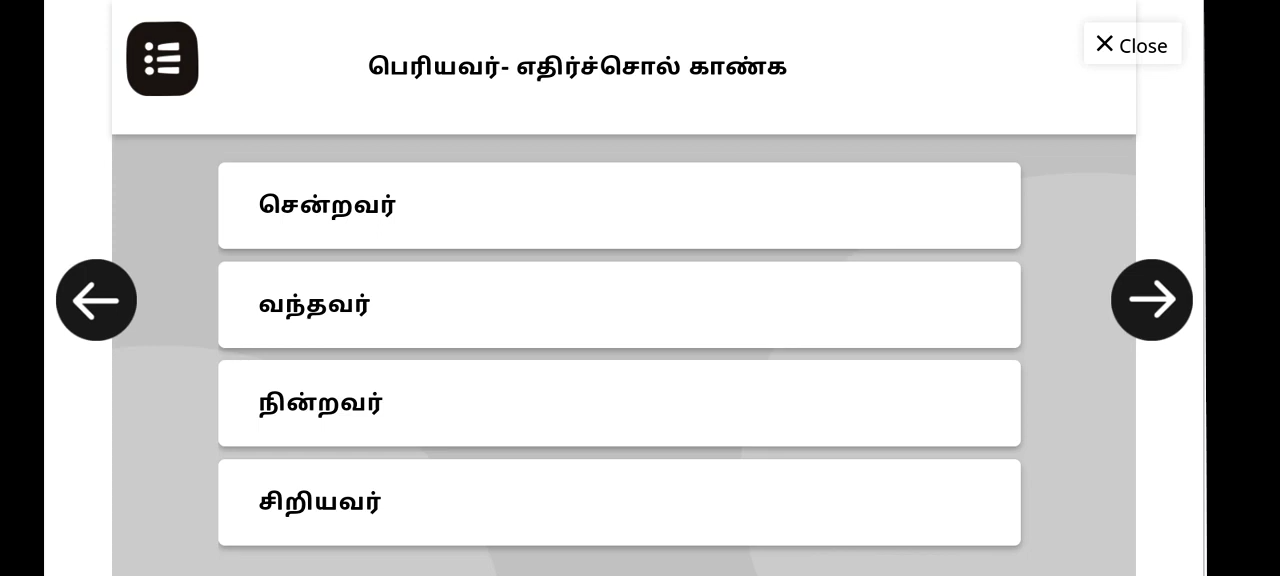 பெரியவர்- எதிர்ச்சொல் காண்க
Close
சென்றவர்
வந்தவர்
நின்றவர்
சிறியவர்